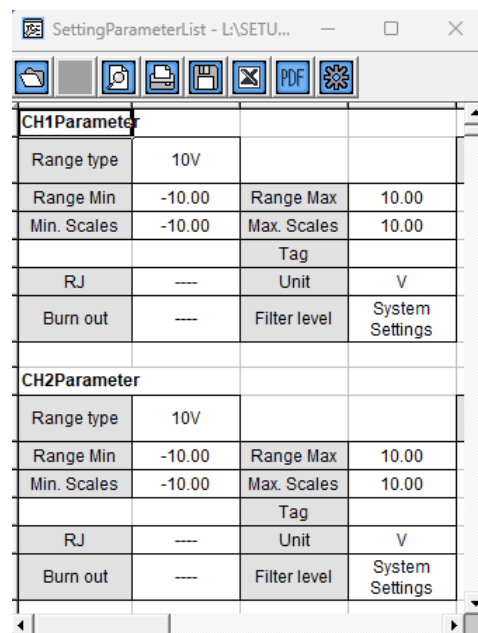 SettingParameterList - L:\SETU...
PDF
CH1Parameter
Range type 10V
Range Min -10.00 Range Max 10.00
Min. Scales -10.00 Max. Scales 10.00
Tag
RJ ---- Unit V
Burn out ---- Filter level System Settings
CH2Parameter
Range type 10V
Range Min -10.00 Range Max 10.00
Min. Scales -10.00 Max. Scales 10.00
Tag
RJ ---- Unit V
Burn out ---- Filter level System Settings